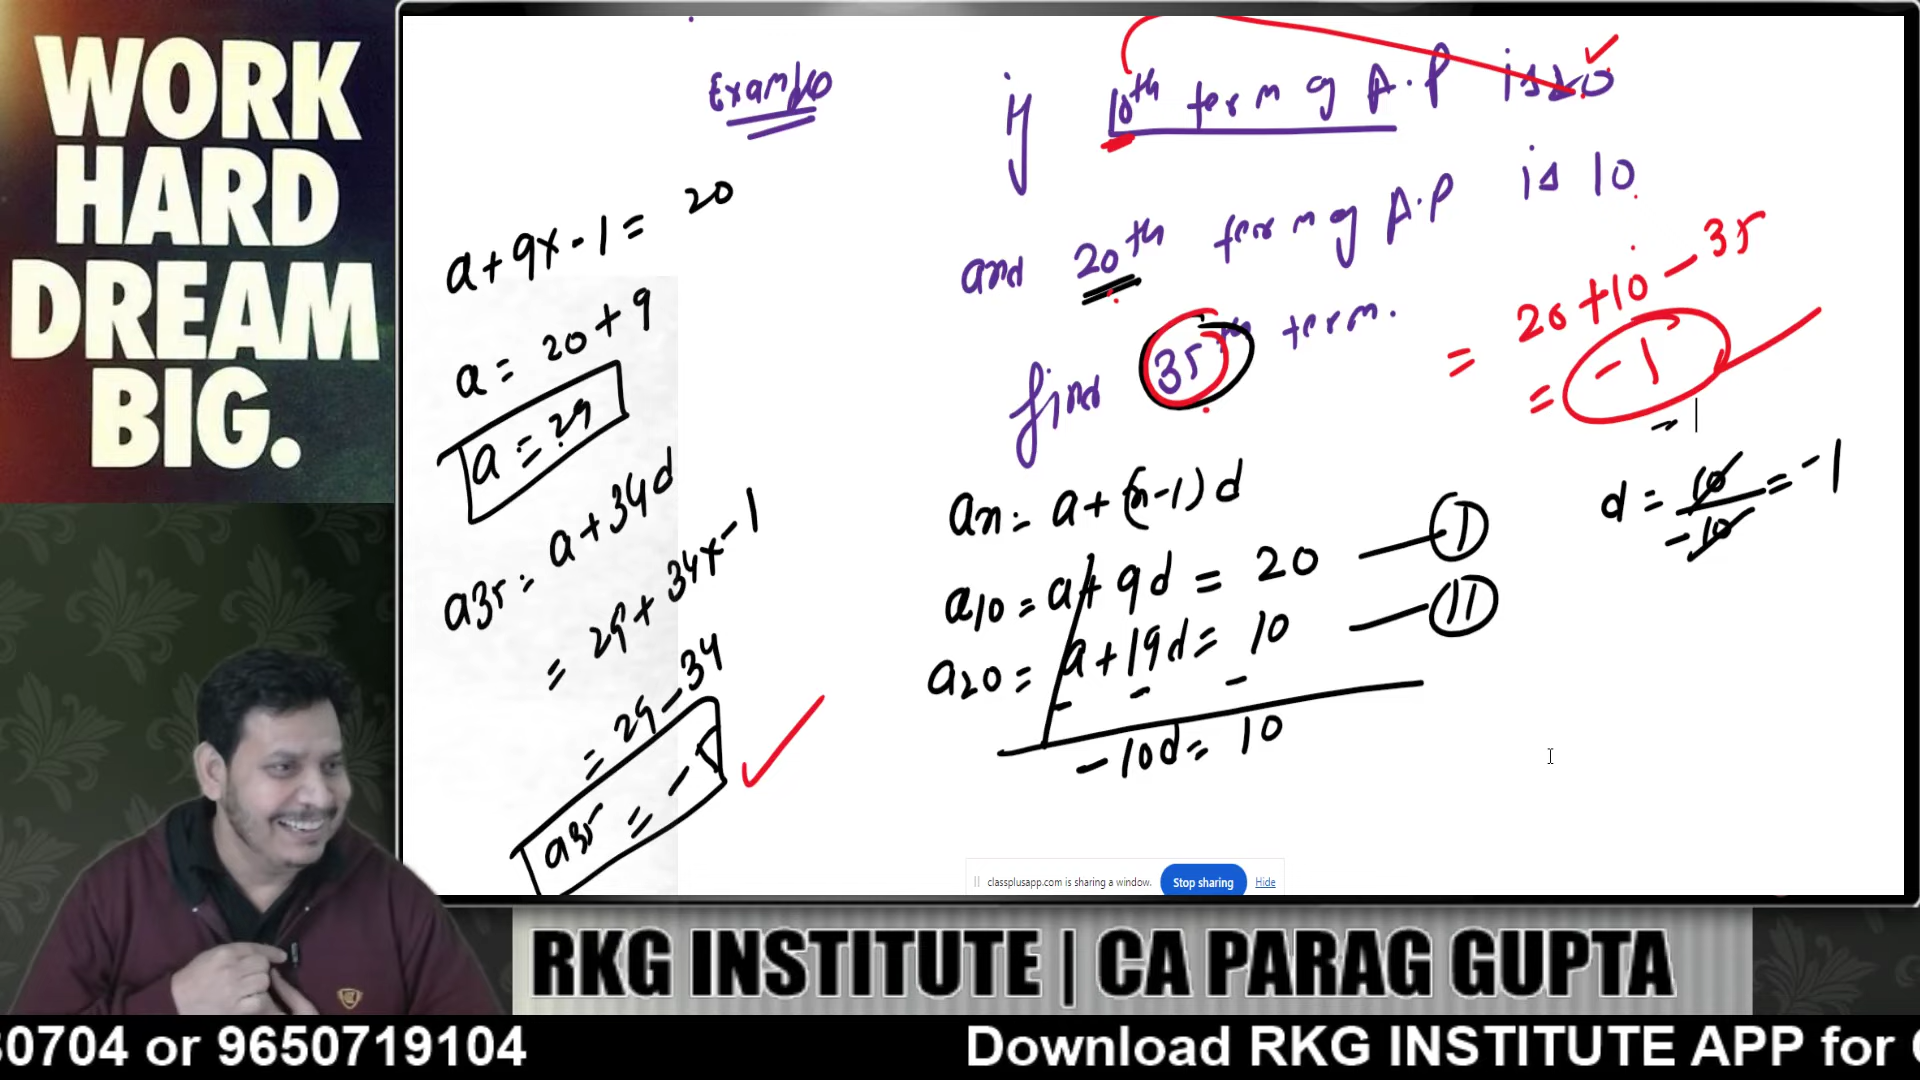 WORK
HARD
DREAM
BIG.
Example
if 10th term of A.P is 20
and 20th term of A.P is 10
find 35th term.
= 20+10-35
= -1
a+9x-1= 20
a= 20+9
a=29
a35= a+34d
= 29+34x-1
= 29-34
a35 = -5
an= a+(n-1)d
a10= a+9d = 20 — I
a20= a+19d= 10 — II
- - -
-10d= 10
d = 10/-10 = -1
classplusapp.com is sharing a window. Stop sharing Hide
RKG INSTITUTE | CA PARAG GUPTA
30704 or 9650719104 Download RKG INSTITUTE APP for